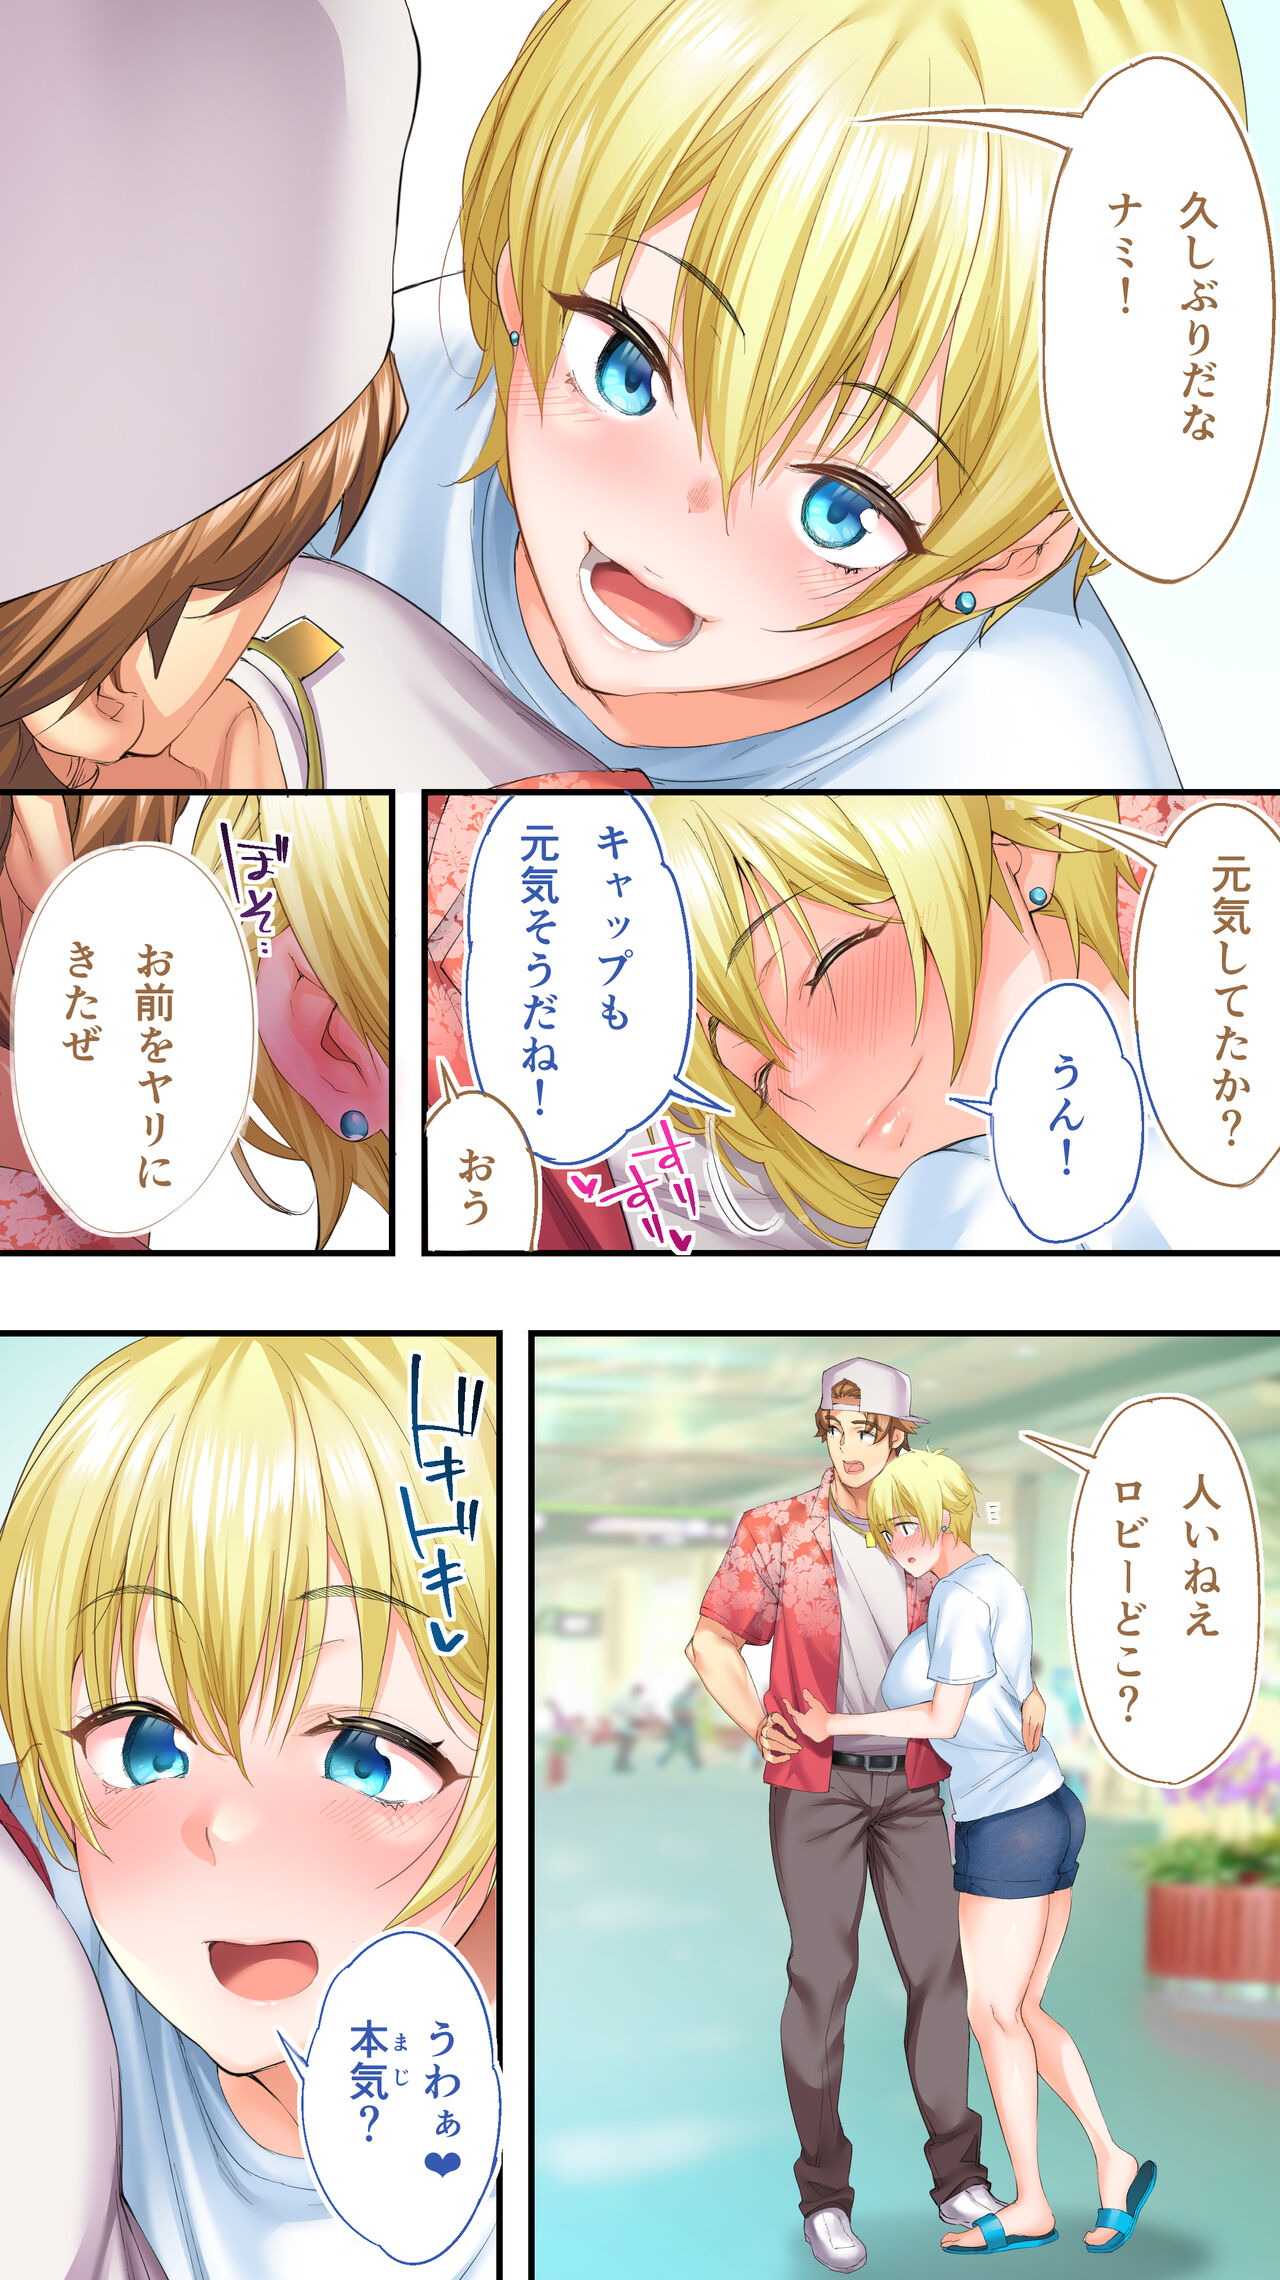 久しぶりだな
ナミ！
元気してたか？
うん！
キャップも
元気そうだね！
すりすりすり
おう
ぼそ…
お前をヤリに
きたぜ
人いねえ
ロビーどこ？
ドキドキ
うわぁ❤
本気？
まじ